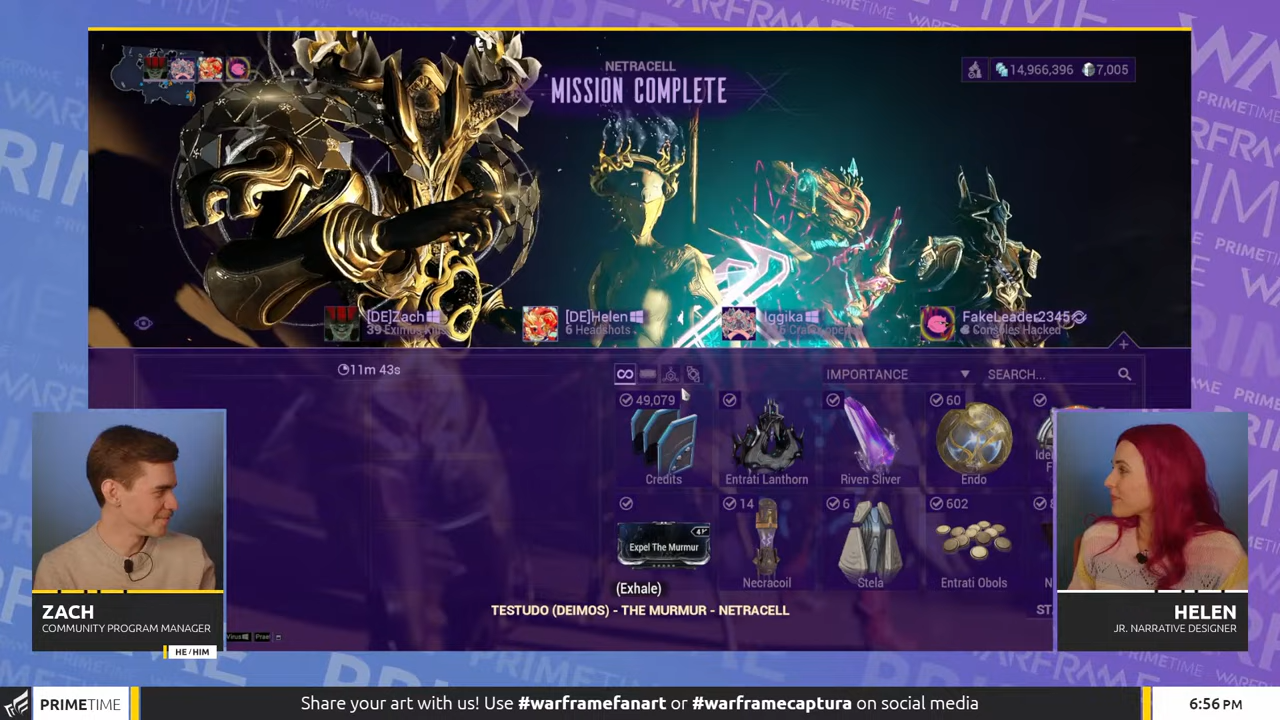 NETRACELL
MISSION COMPLETE
14,966,396 7,005
[DE]Zach
39 Eximus Kills
[DE]Helen
6 Headshots
Iggika
FakeLeader2345
Consoles Hacked
11m 43s
IMPORTANCE
SEARCH...
49,079
Credits
Entrati Lanthorn
Riven Sliver
60
Endo
4
Expel The Murmur
14
Necracoil
6
Stela
602
Entrati Obols
(Exhale)
TESTUDO (DEIMOS) - THE MURMUR - NETRACELL
ZACH
COMMUNITY PROGRAM MANAGER
HE / HIM
HELEN
JR. NARRATIVE DESIGNER
PRIMETIME
Share your art with us! Use #warframefanart or #warframecaptura on social media
6:56 PM